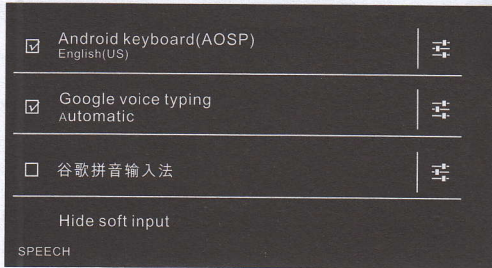 Android keyboard(AOSP)
English(US)
Google voice typing
Automatic
谷歌拼音输入法
Hide soft input
SPEECH